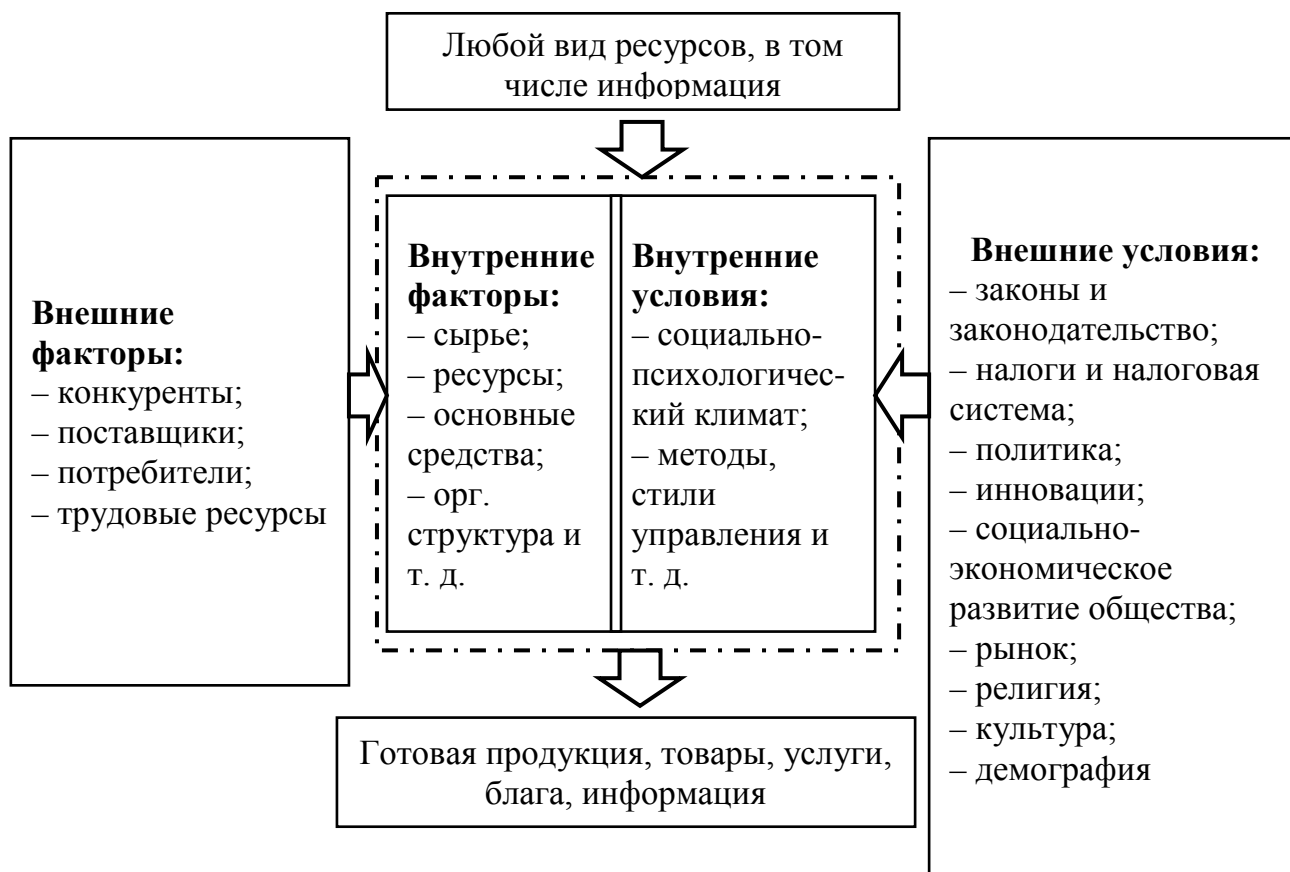 Любой вид ресурсов, в том
числе информация
Внешние
факторы:
– конкуренты;
– поставщики;
– потребители;
– трудовые ресурсы
Внутренние
факторы:
– сырье;
– ресурсы;
– основные
средства;
– орг.
структура и
т. д.
Внутренние
условия:
– социально-
психологичес-
кий климат;
– методы,
стили
управления и
т. д.
Внешние условия:
– законы и
законодательство;
– налоги и налоговая
система;
– политика;
– инновации;
– социально-
экономическое
развитие общества;
– рынок;
– религия;
– культура;
– демография
Готовая продукция, товары, услуги,
блага, информация